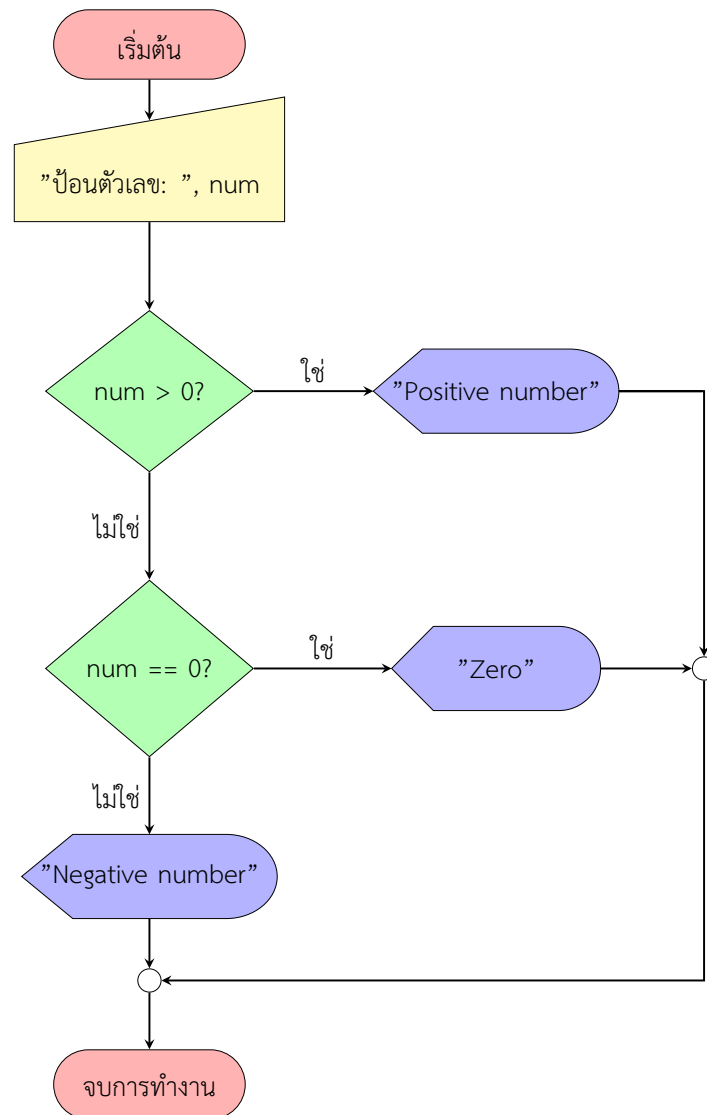 เริ่มต้น
"ป้อนตัวเลข: ", num
num > 0?
ใช่
"Positive number"
ไม่ใช่
num == 0?
ใช่
"Zero"
ไม่ใช่
"Negative number"
จบการทำงาน